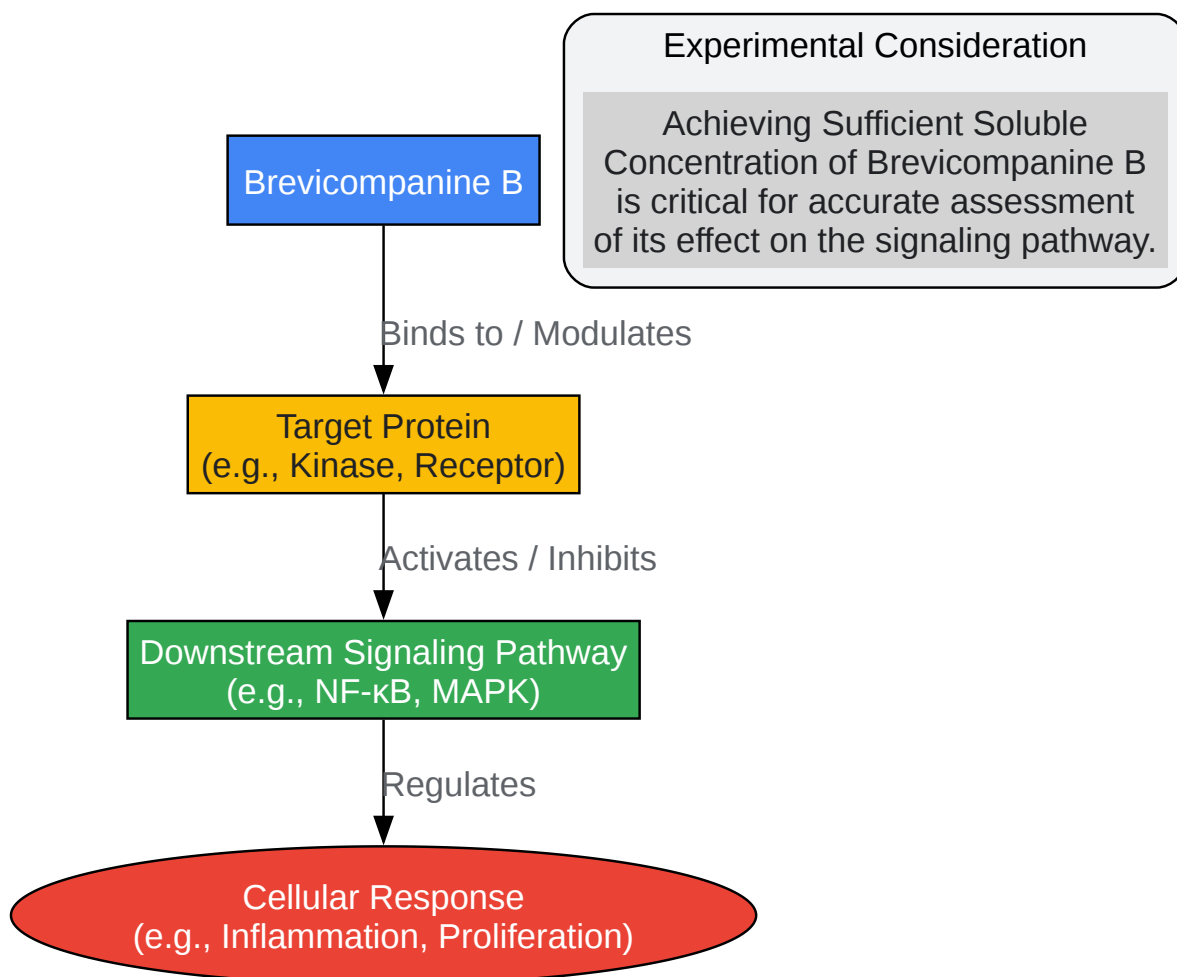 Experimental Consideration
Achieving Sufficient Soluble
Concentration of Brevicompanine B
is critical for accurate assessment
of its effect on the signaling pathway.
Brevicompanine B
Binds to / Modulates
Target Protein
(e.g., Kinase, Receptor)
Activates / Inhibits
Downstream Signaling Pathway
(e.g., NF-κB, MAPK)
Regulates
Cellular Response
(e.g., Inflammation, Proliferation)